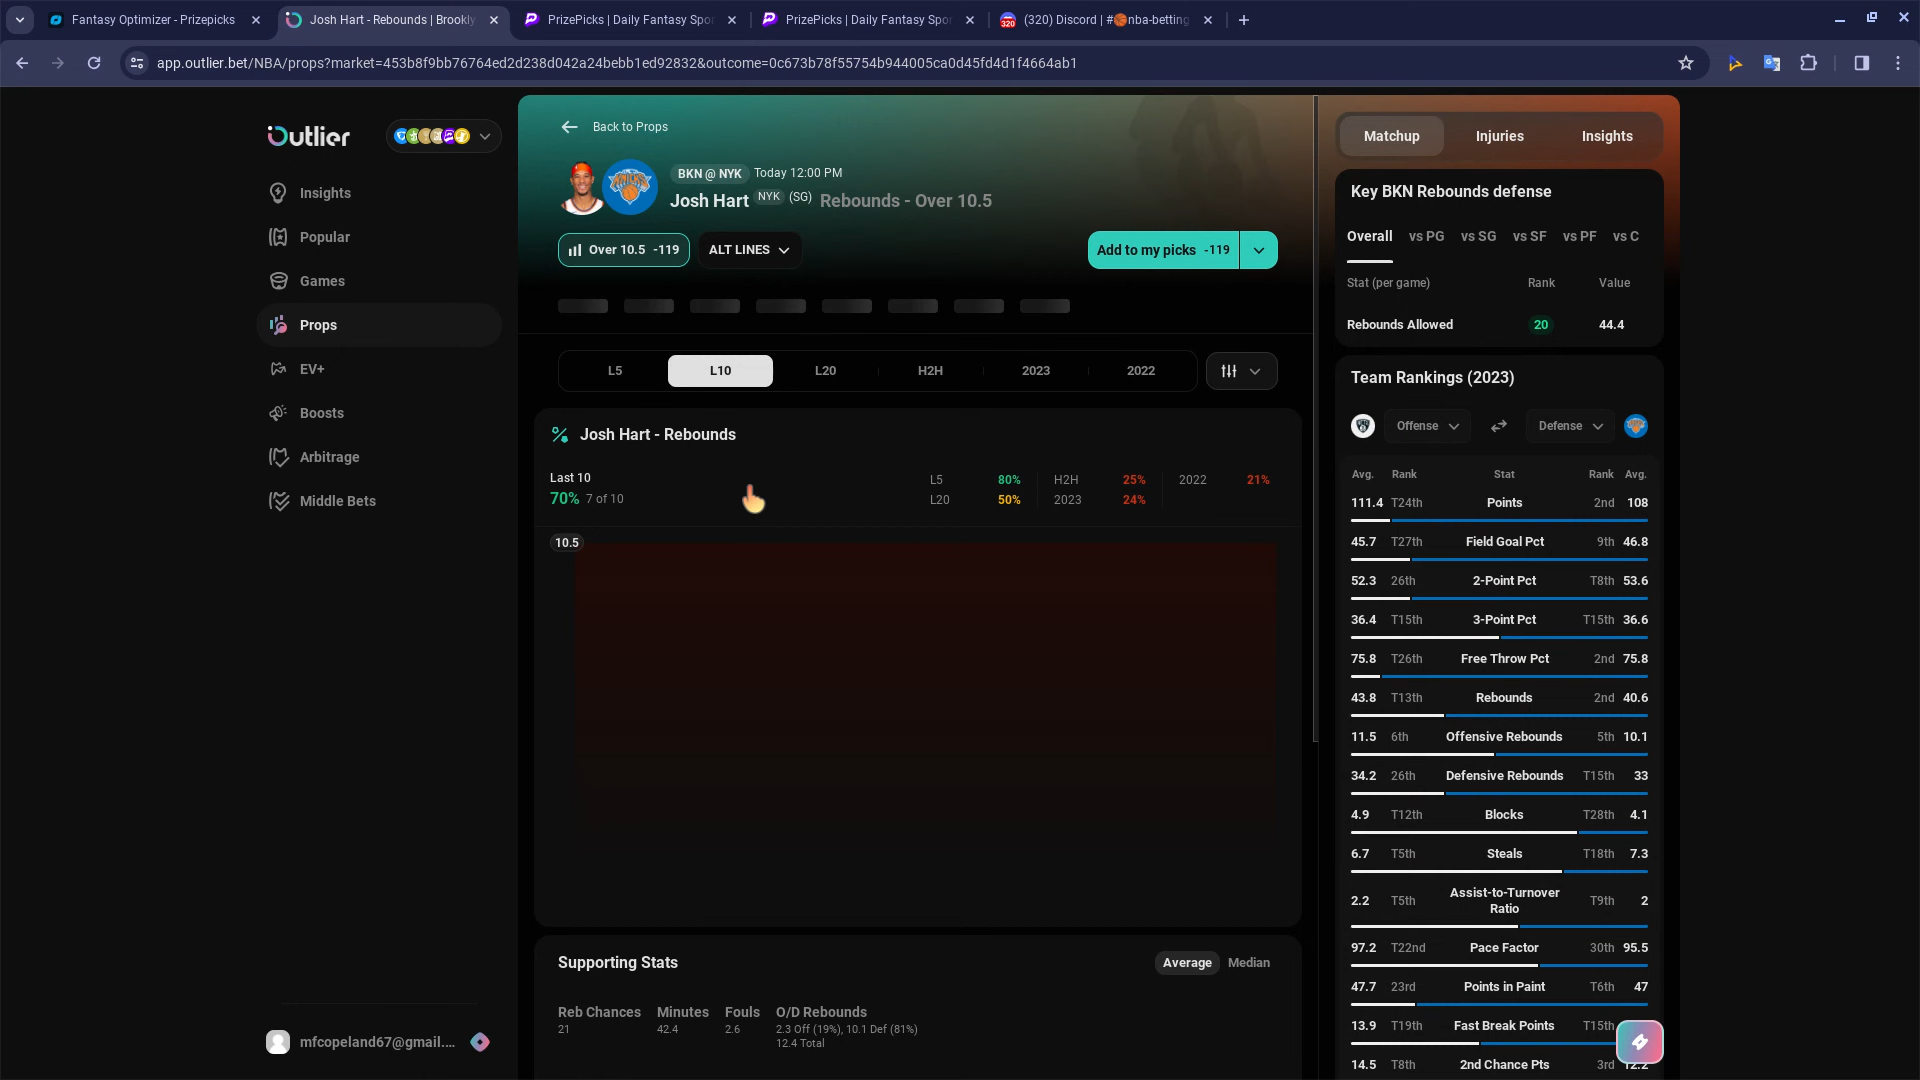 Fantasy Optimizer - Prizepicks
Josh Hart - Rebounds | Brookly
PrizePicks | Daily Fantasy Spor
PrizePicks | Daily Fantasy Spor
320
(320) Discord | #🏀nba-betting
app.outlier.bet/NBA/props?market=453b8f9bb76764ed2d238d042a24bebb1ed92832&outcome=0c673b78f55754b944005ca0d45fd4d1f4664ab1
Outlier
Insights
Popular
Games
Props
EV+
Boosts
Arbitrage
Middle Bets
mfcopeland67@gmail....
Back to Props
BKN @ NYK Today 12:00 PM
Josh Hart NYK (SG) Rebounds - Over 10.5
Over 10.5 -119
ALT LINES
Add to my picks -119
L5 L10 L20 H2H 2023 2022
Josh Hart - Rebounds
Last 10
70% 7 of 10
L5 80% H2H 25% 2022 21%
L20 50% 2023 24%
10.5
Supporting Stats
Average Median
Reb Chances Minutes Fouls O/D Rebounds
21 42.4 2.6 2.3 Off (19%), 10.1 Def (81%)
12.4 Total
Matchup Injuries Insights
Key BKN Rebounds defense
Overall vs PG vs SG vs SF vs PF vs C
Stat (per game) Rank Value
Rebounds Allowed 20 44.4
Team Rankings (2023)
Offense Defense
Avg. Rank Stat Rank Avg.
111.4 T24th Points 2nd 108
45.7 T27th Field Goal Pct 9th 46.8
52.3 26th 2-Point Pct T8th 53.6
36.4 T15th 3-Point Pct T15th 36.6
75.8 T26th Free Throw Pct 2nd 75.8
43.8 T13th Rebounds 2nd 40.6
11.5 6th Offensive Rebounds 5th 10.1
34.2 26th Defensive Rebounds T15th 33
4.9 T12th Blocks T28th 4.1
6.7 T5th Steals T18th 7.3
2.2 T5th Assist-to-Turnover T9th 2
Ratio
97.2 T22nd Pace Factor 30th 95.5
47.7 23rd Points in Paint T6th 47
13.9 T19th Fast Break Points T15th
14.5 T8th 2nd Chance Pts 3rd 12.2